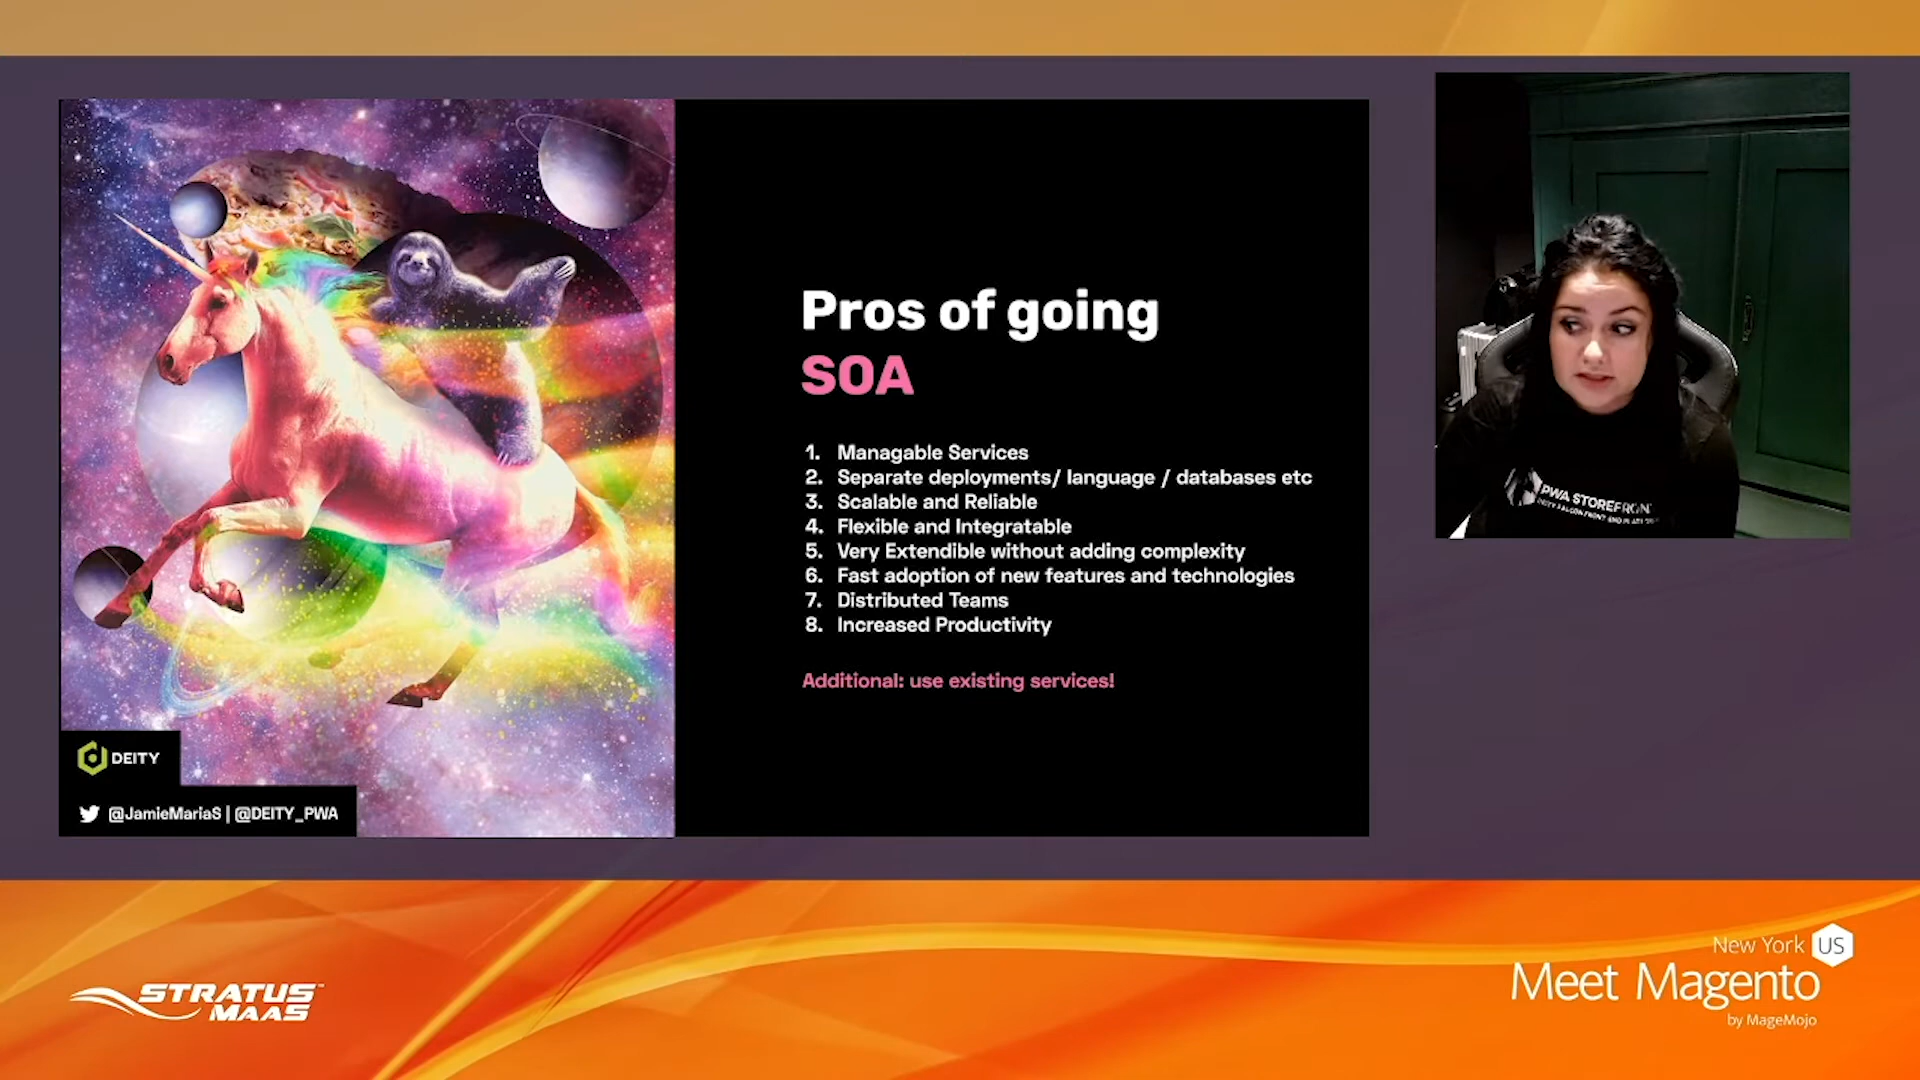 Pros of going
SOA
1. Managable Services
2. Separate deployments/ language / databases etc
3. Scalable and Reliable
4. Flexible and Integratable
5. Very Extendible without adding complexity
6. Fast adoption of new features and technologies
7. Distributed Teams
8. Increased Productivity
Additional: use existing services!
DEITY
@JamieMariaS | @DEITY_PWA
PWA STOREFRONT
STRATUS™
MAAS
New York US
Meet Magento
by MageMojo